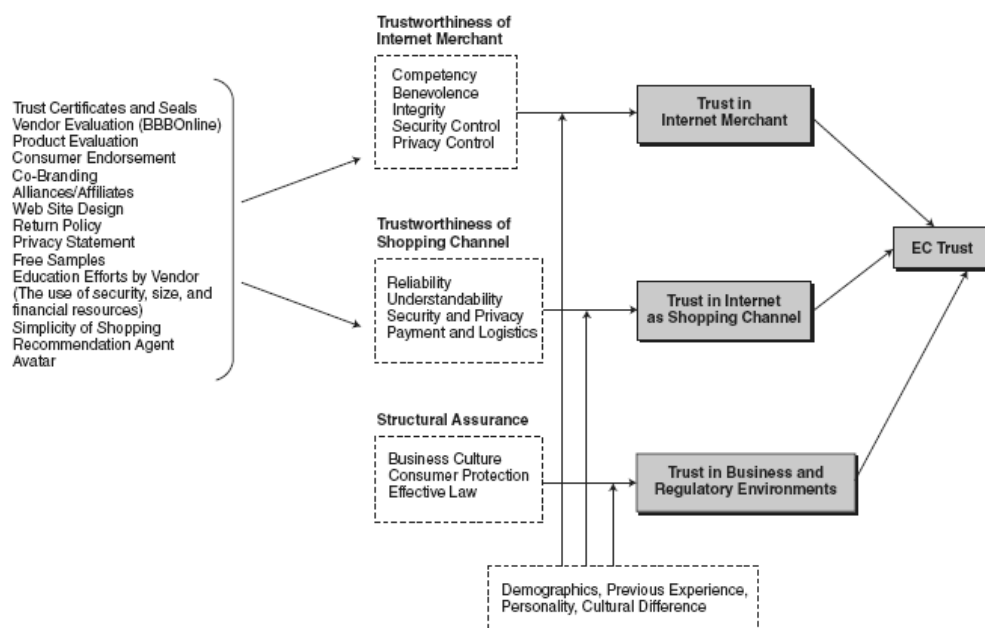 Trust Certificates and Seals
Vendor Evaluation (BBBOnline)
Product Evaluation
Consumer Endorsement
Co-Branding
Alliances/Affiliates
Web Site Design
Return Policy
Privacy Statement
Free Samples
Education Efforts by Vendor
(The use of security, size, and
financial resources)
Simplicity of Shopping
Recommendation Agent
Avatar
Trustworthiness of
Internet Merchant
Competency
Benevolence
Integrity
Security Control
Privacy Control
Trust in
Internet Merchant
Trustworthiness of
Shopping Channel
Reliability
Understandability
Security and Privacy
Payment and Logistics
Trust in Internet
as Shopping Channel
Structural Assurance
Business Culture
Consumer Protection
Effective Law
Trust in Business and
Regulatory Environments
EC Trust
Demographics, Previous Experience,
Personality, Cultural Difference